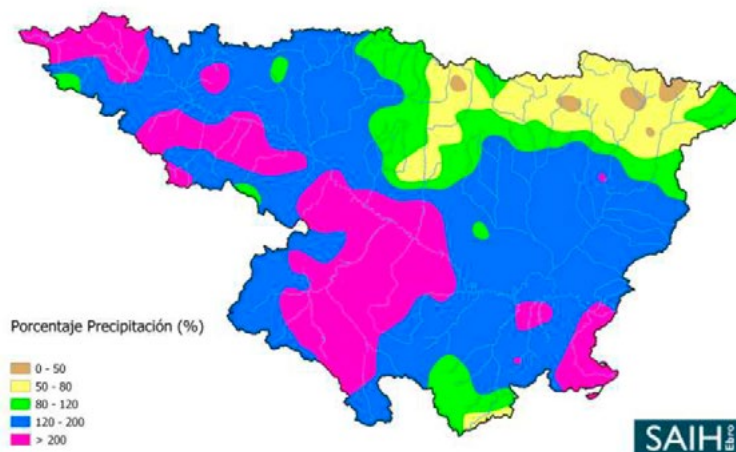 Porcentaje Precipitación (%)
0 - 50
50 - 80
80 - 120
120 - 200
> 200
SAIH
Ebro